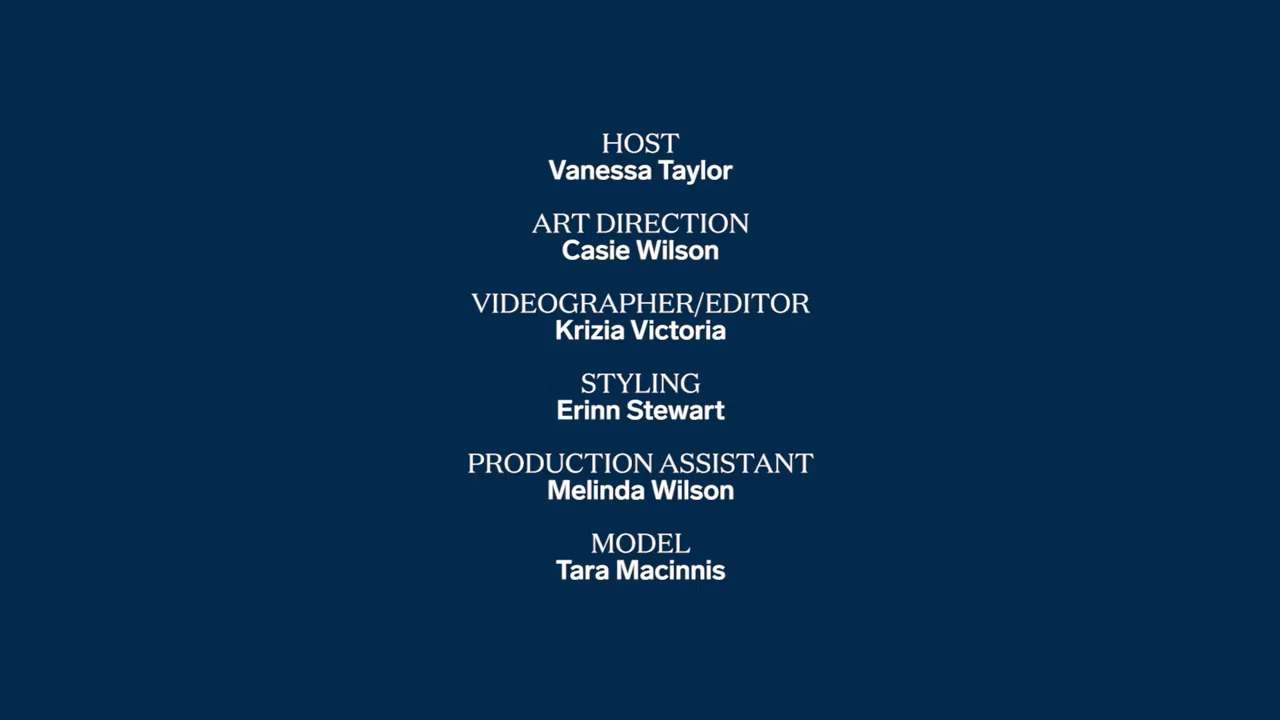 HOST
Vanessa Taylor
ART DIRECTION
Casie Wilson
VIDEOGRAPHER/EDITOR
Krizia Victoria
STYLING
Erinn Stewart
PRODUCTION ASSISTANT
Melinda Wilson
MODEL
Tara Macinnis